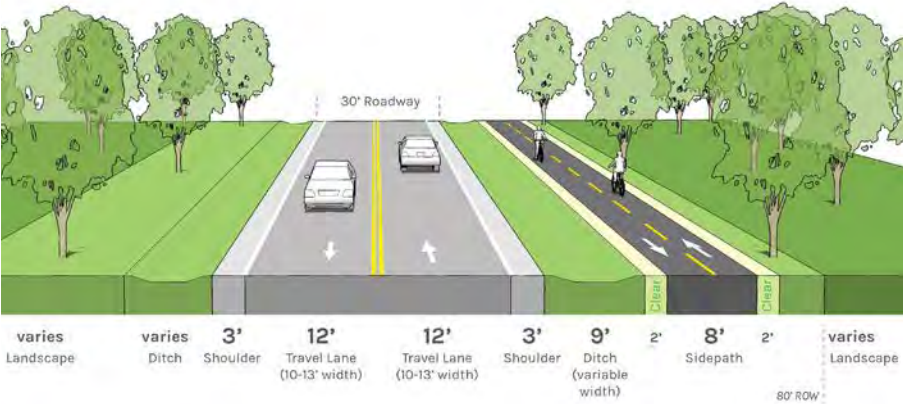 30' Roadway
Clear
Clear
varies
Landscape
varies
Ditch
3'
Shoulder
12'
Travel Lane
(10-13' width)
12'
Travel Lane
(10-13' width)
3'
Shoulder
9'
Ditch
(variable
width)
2'
8'
Sidepath
2'
varies
Landscape
80' ROW